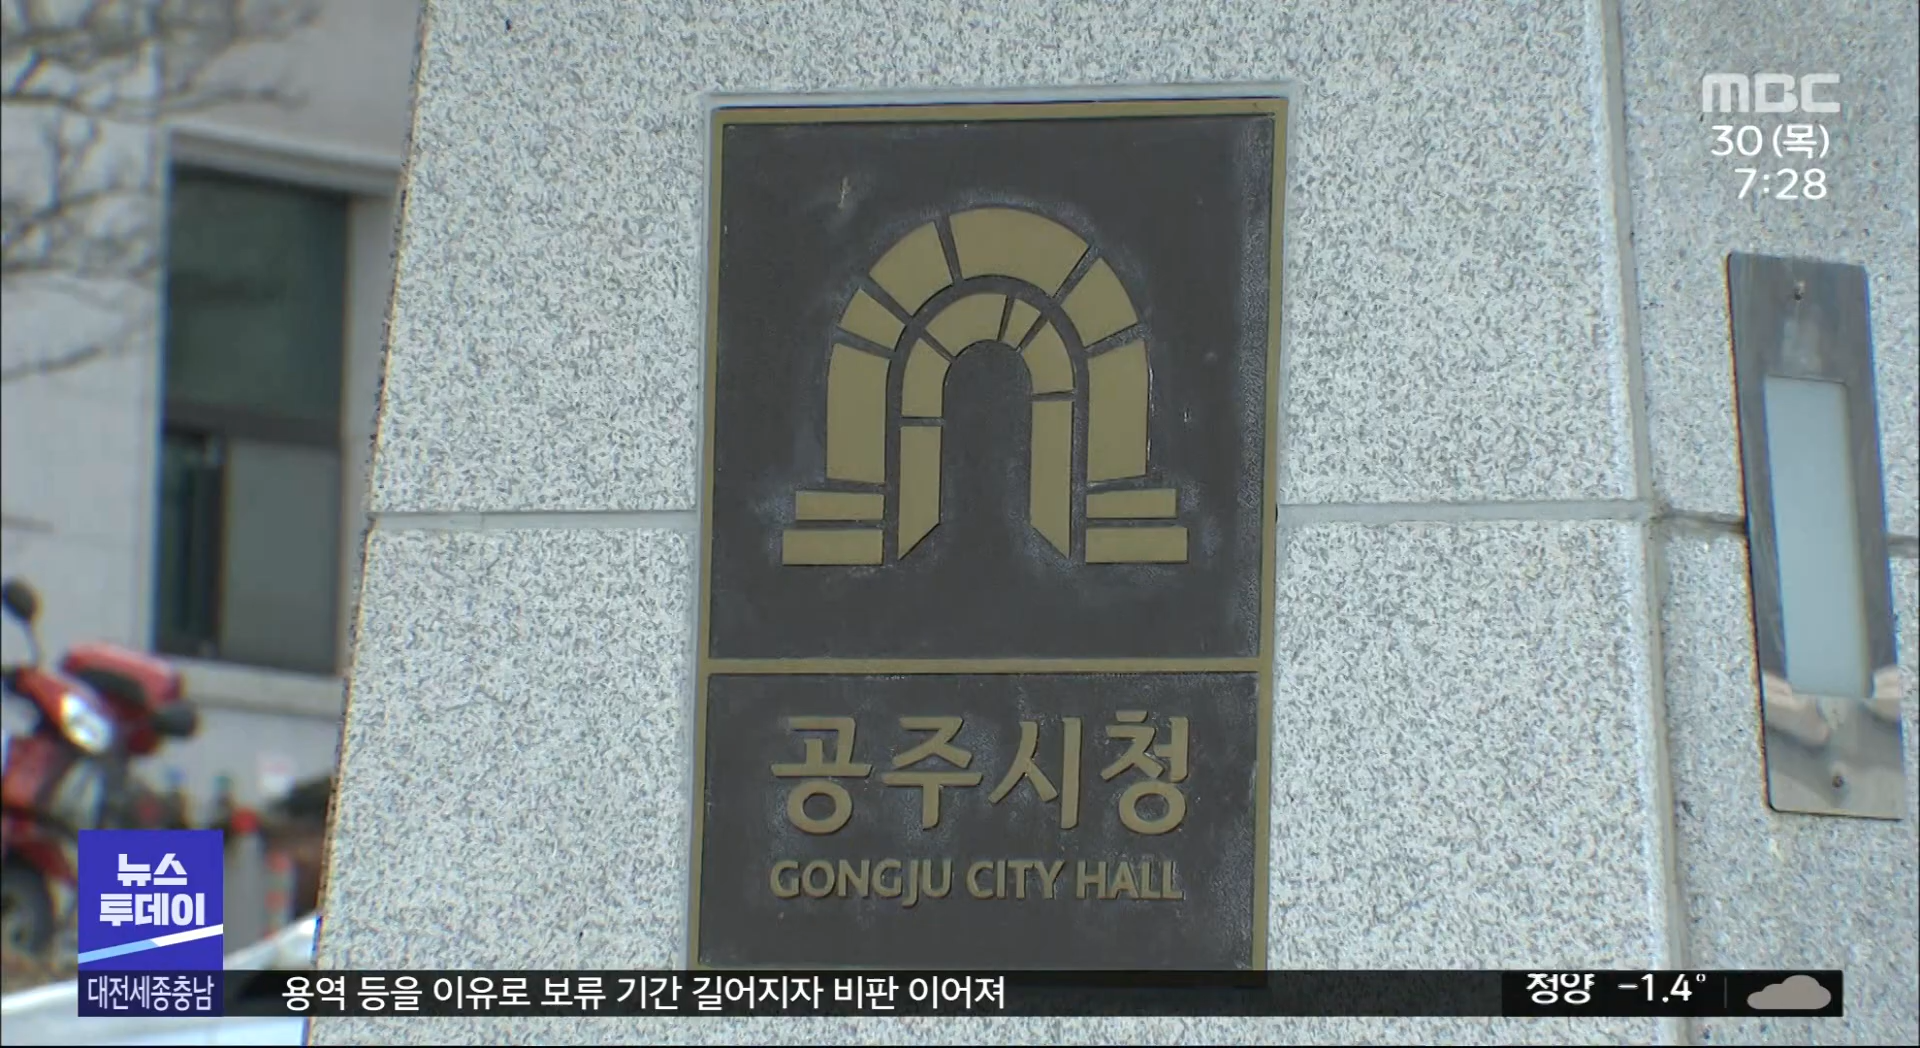 MBC
30 (목)
7:28
공주시청
GONGJU CITY HALL
뉴스
투데이
대전세종충남
용역 등을 이유로 보류 기간 길어지자 비판 이어져
청양 -1.4°